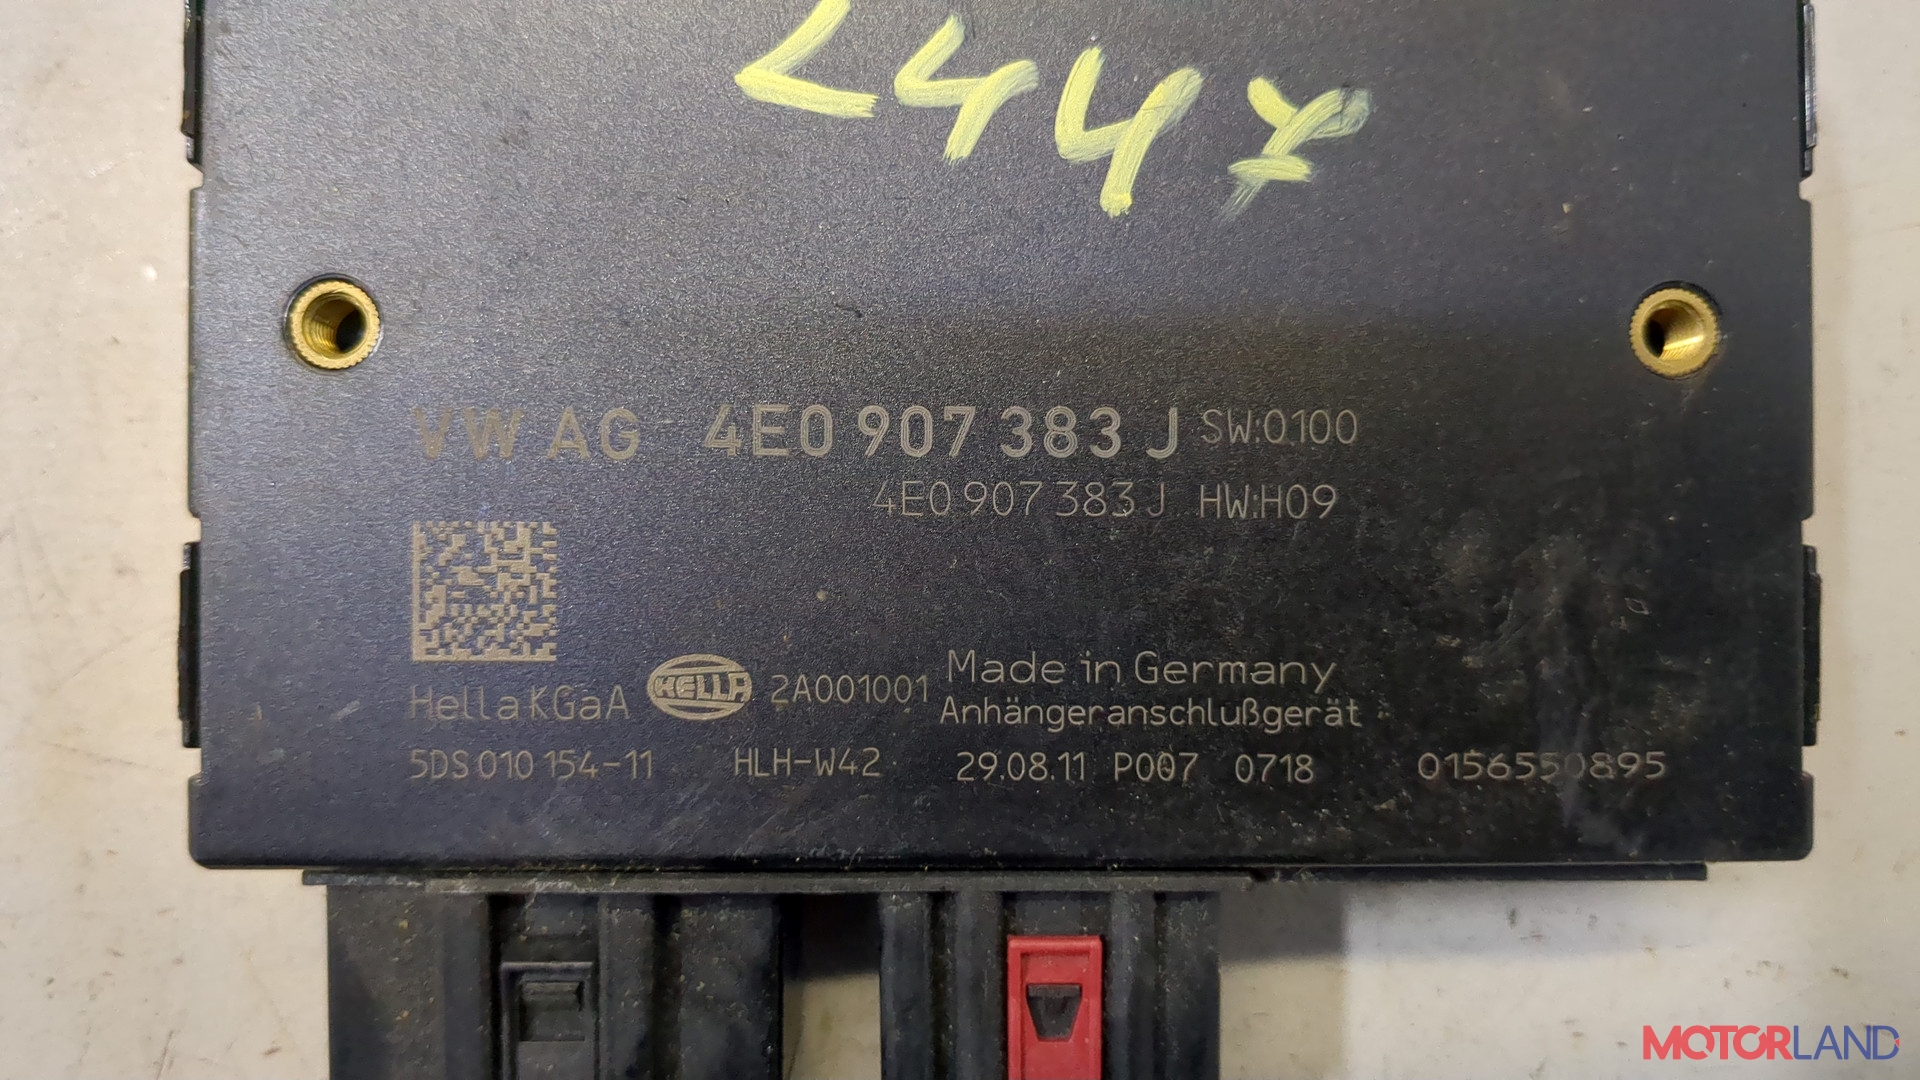 2447
VW AG 4E0 907 383 J SW:0100
4E0 907 383 J HW:H09
Hella KGaA HELLA 2A001001 Made in Germany
Anhängeranschlußgerät
5DS 010 154-11 HLH-W42 29.08.11 P007 0718 0156550895
MOTORLAND